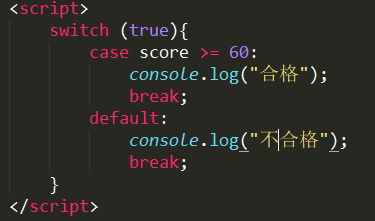 <script>
    switch (true){
        case score >= 60:
            console.log("合格");
            break;
        default:
            console.log("不合格");
            break;
    }
</script>